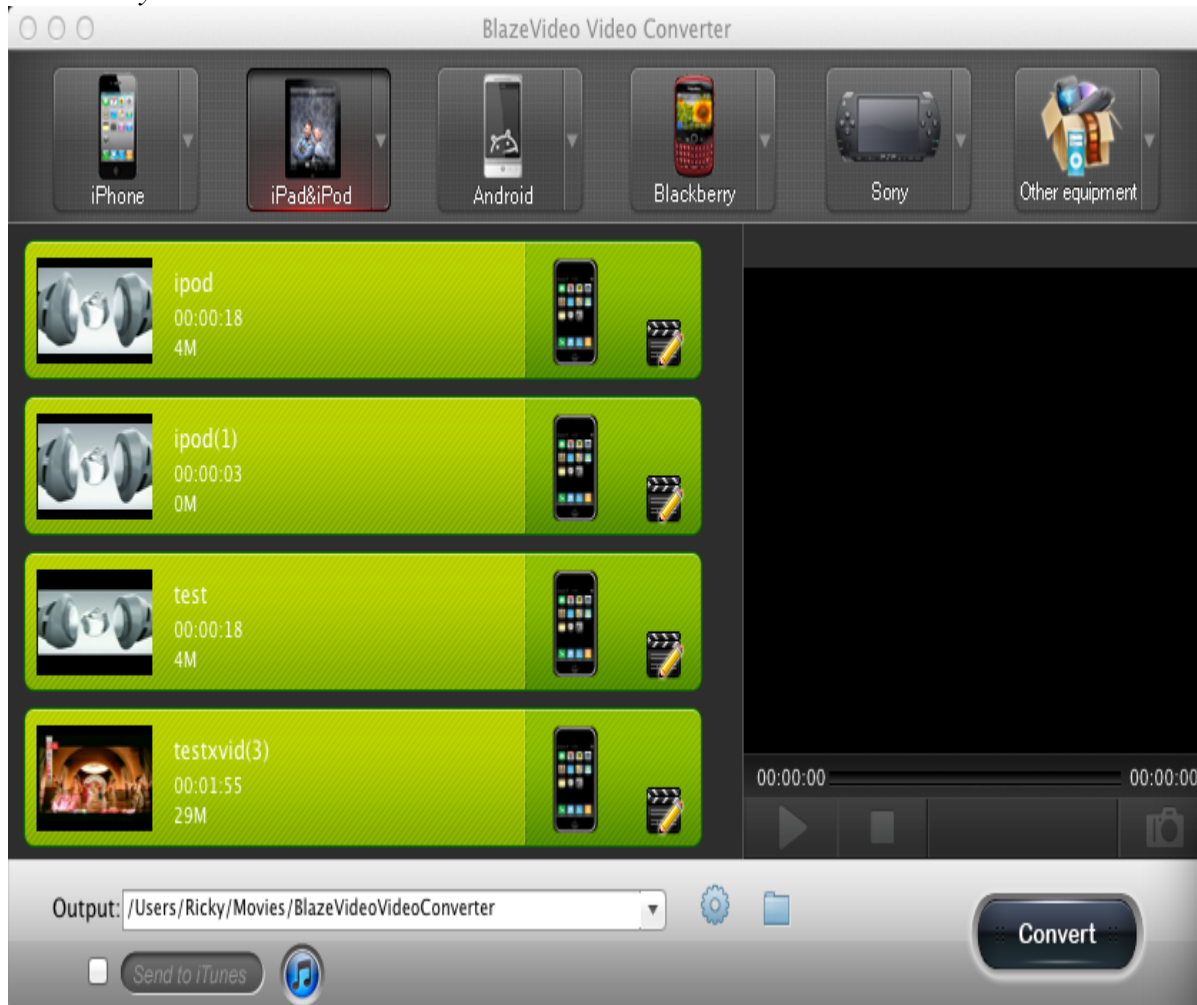 BlazeVideo Video Converter
iPhone
iPad&iPod
Android
Blackberry
Sony
Other equipment
ipod
00:00:18
4M
ipod(1)
00:00:03
0M
test
00:00:18
4M
testxvid(3)
00:01:55
29M
00:00:00
00:00:00
Output: /Users/Ricky/Movies/BlazeVideoVideoConverter
Convert
Send to iTunes